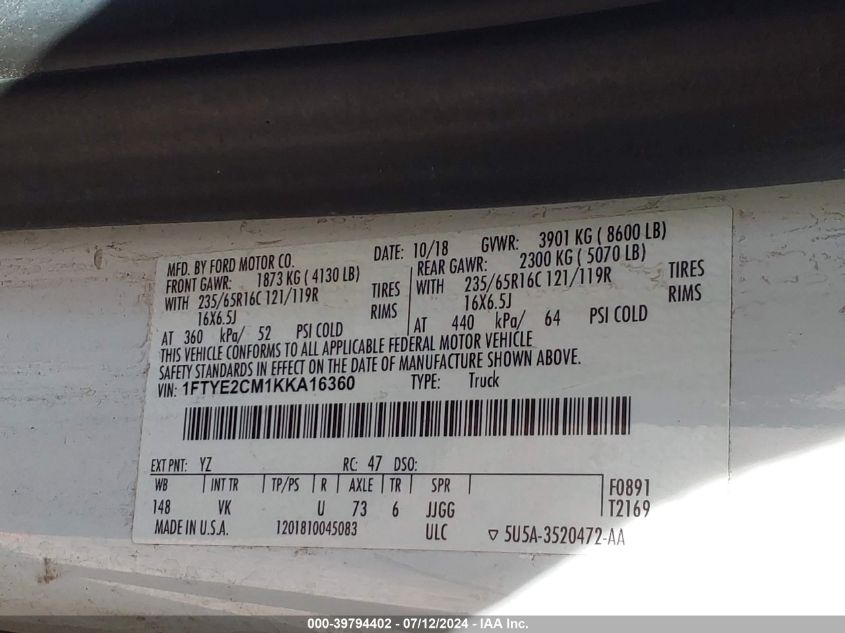 MFD. BY FORD MOTOR CO. DATE: 10/18 GVWR: 3901 KG ( 8600 LB)
FRONT GAWR: 1873 KG ( 4130 LB) REAR GAWR: 2300 KG ( 5070 LB)
WITH 235/65R16C 121/119R TIRES WITH 235/65R16C 121/119R TIRES
16X6.5J RIMS 16X6.5J RIMS
AT 360 kPa/ 52 PSI COLD AT 440 kPa/ 64 PSI COLD
THIS VEHICLE CONFORMS TO ALL APPLICABLE FEDERAL MOTOR VEHICLE
SAFETY STANDARDS IN EFFECT ON THE DATE OF MANUFACTURE SHOWN ABOVE.
VIN: 1FTYE2CM1KKA16360 TYPE: Truck
EXT PNT: YZ RC: 47 DSO:
WB INT TR TP/PS R AXLE TR SPR F0891
148 VK U 73 6 JJGG T2169
MADE IN U.S.A. 1201810045083 ULC ▽ 5U5A-3520472-AA
000-39794402 - 07/12/2024 - IAA Inc.